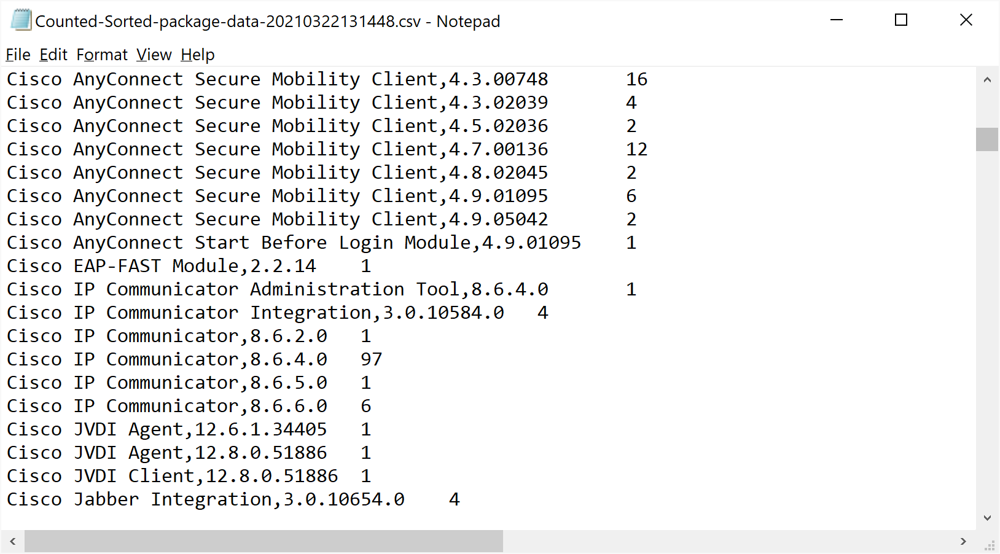 Counted-Sorted-package-data-20210322131448.csv - Notepad
File Edit Format View Help
Cisco AnyConnect Secure Mobility Client,4.3.00748 16
Cisco AnyConnect Secure Mobility Client,4.3.02039 4
Cisco AnyConnect Secure Mobility Client,4.5.02036 2
Cisco AnyConnect Secure Mobility Client,4.7.00136 12
Cisco AnyConnect Secure Mobility Client,4.8.02045 2
Cisco AnyConnect Secure Mobility Client,4.9.01095 6
Cisco AnyConnect Secure Mobility Client,4.9.05042 2
Cisco AnyConnect Start Before Login Module,4.9.01095 1
Cisco EAP-FAST Module,2.2.14 1
Cisco IP Communicator Administration Tool,8.6.4.0 1
Cisco IP Communicator Integration,3.0.10584.0 4
Cisco IP Communicator,8.6.2.0 1
Cisco IP Communicator,8.6.4.0 97
Cisco IP Communicator,8.6.5.0 1
Cisco IP Communicator,8.6.6.0 6
Cisco JVDI Agent,12.6.1.34405 1
Cisco JVDI Agent,12.8.0.51886 1
Cisco JVDI Client,12.8.0.51886 1
Cisco Jabber Integration,3.0.10654.0 4